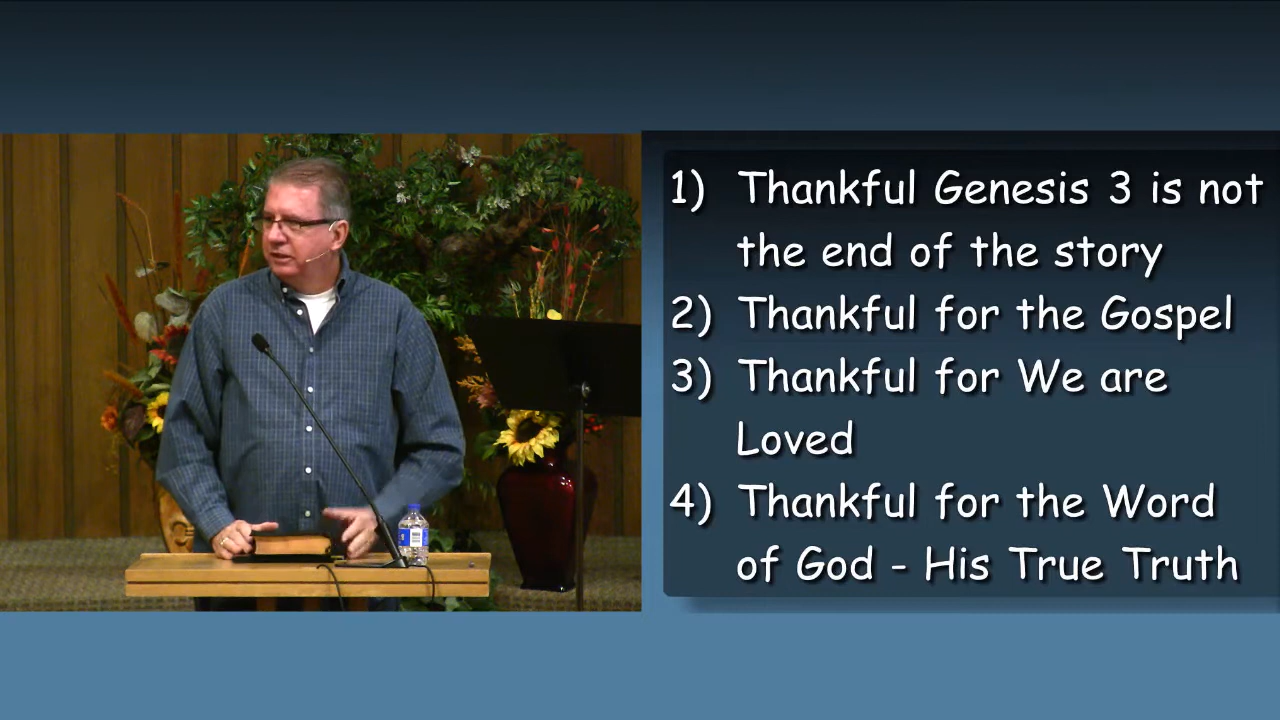 1) Thankful Genesis 3 is not
the end of the story
2) Thankful for the Gospel
3) Thankful for We are
Loved
4) Thankful for the Word
of God - His True Truth